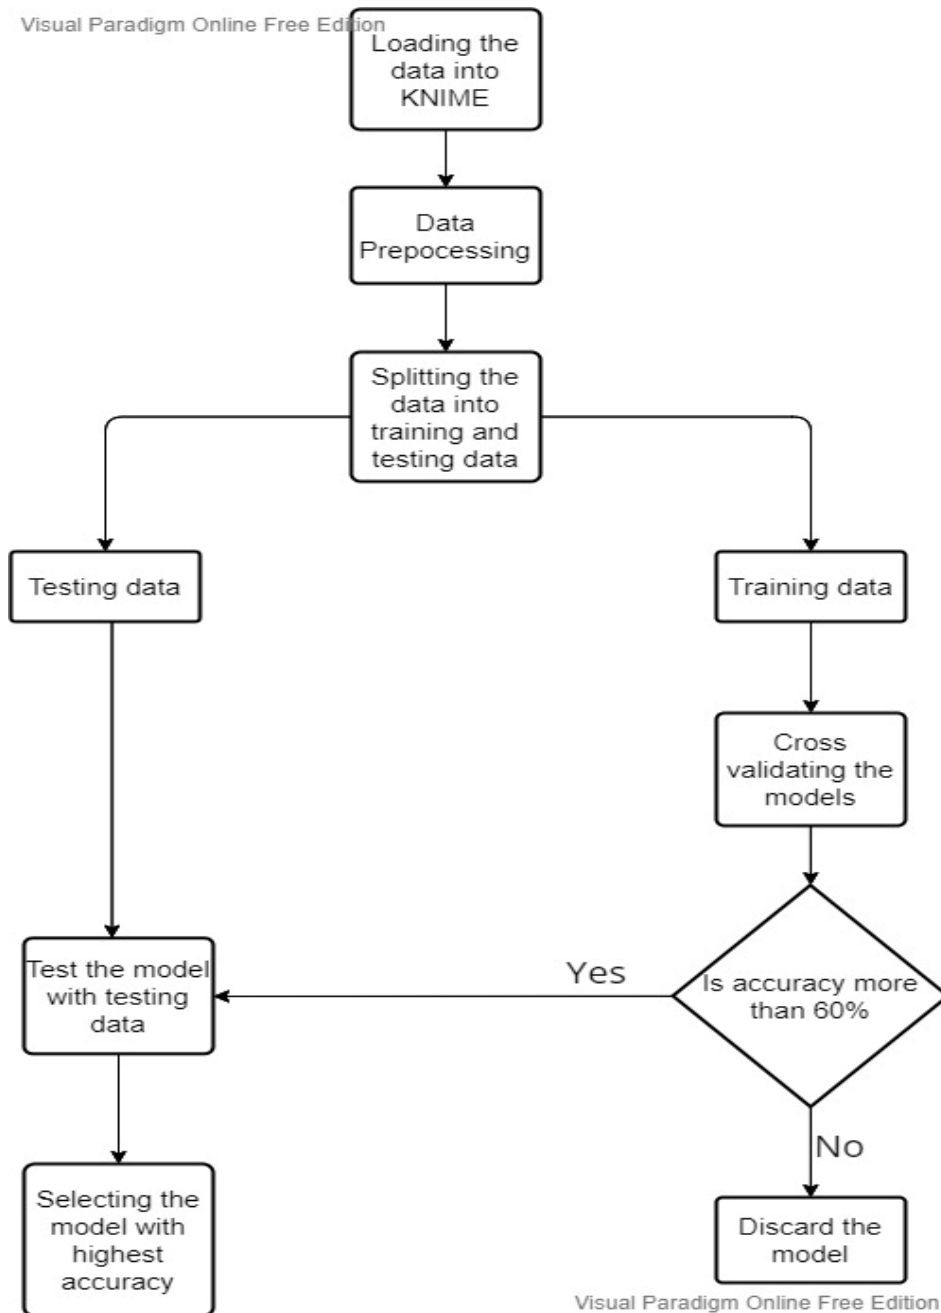 Visual Paradigm Online Free Edition
Loading the
data into
KNIME
Data
Prepocessing
Splitting the
data into
training and
testing data
Testing data
Training data
Cross
validating the
models
Is accuracy more
than 60%
Yes
No
Test the model
with testing
data
Selecting the
model with
highest
accuracy
Discard the
model
Visual Paradigm Online Free Edition